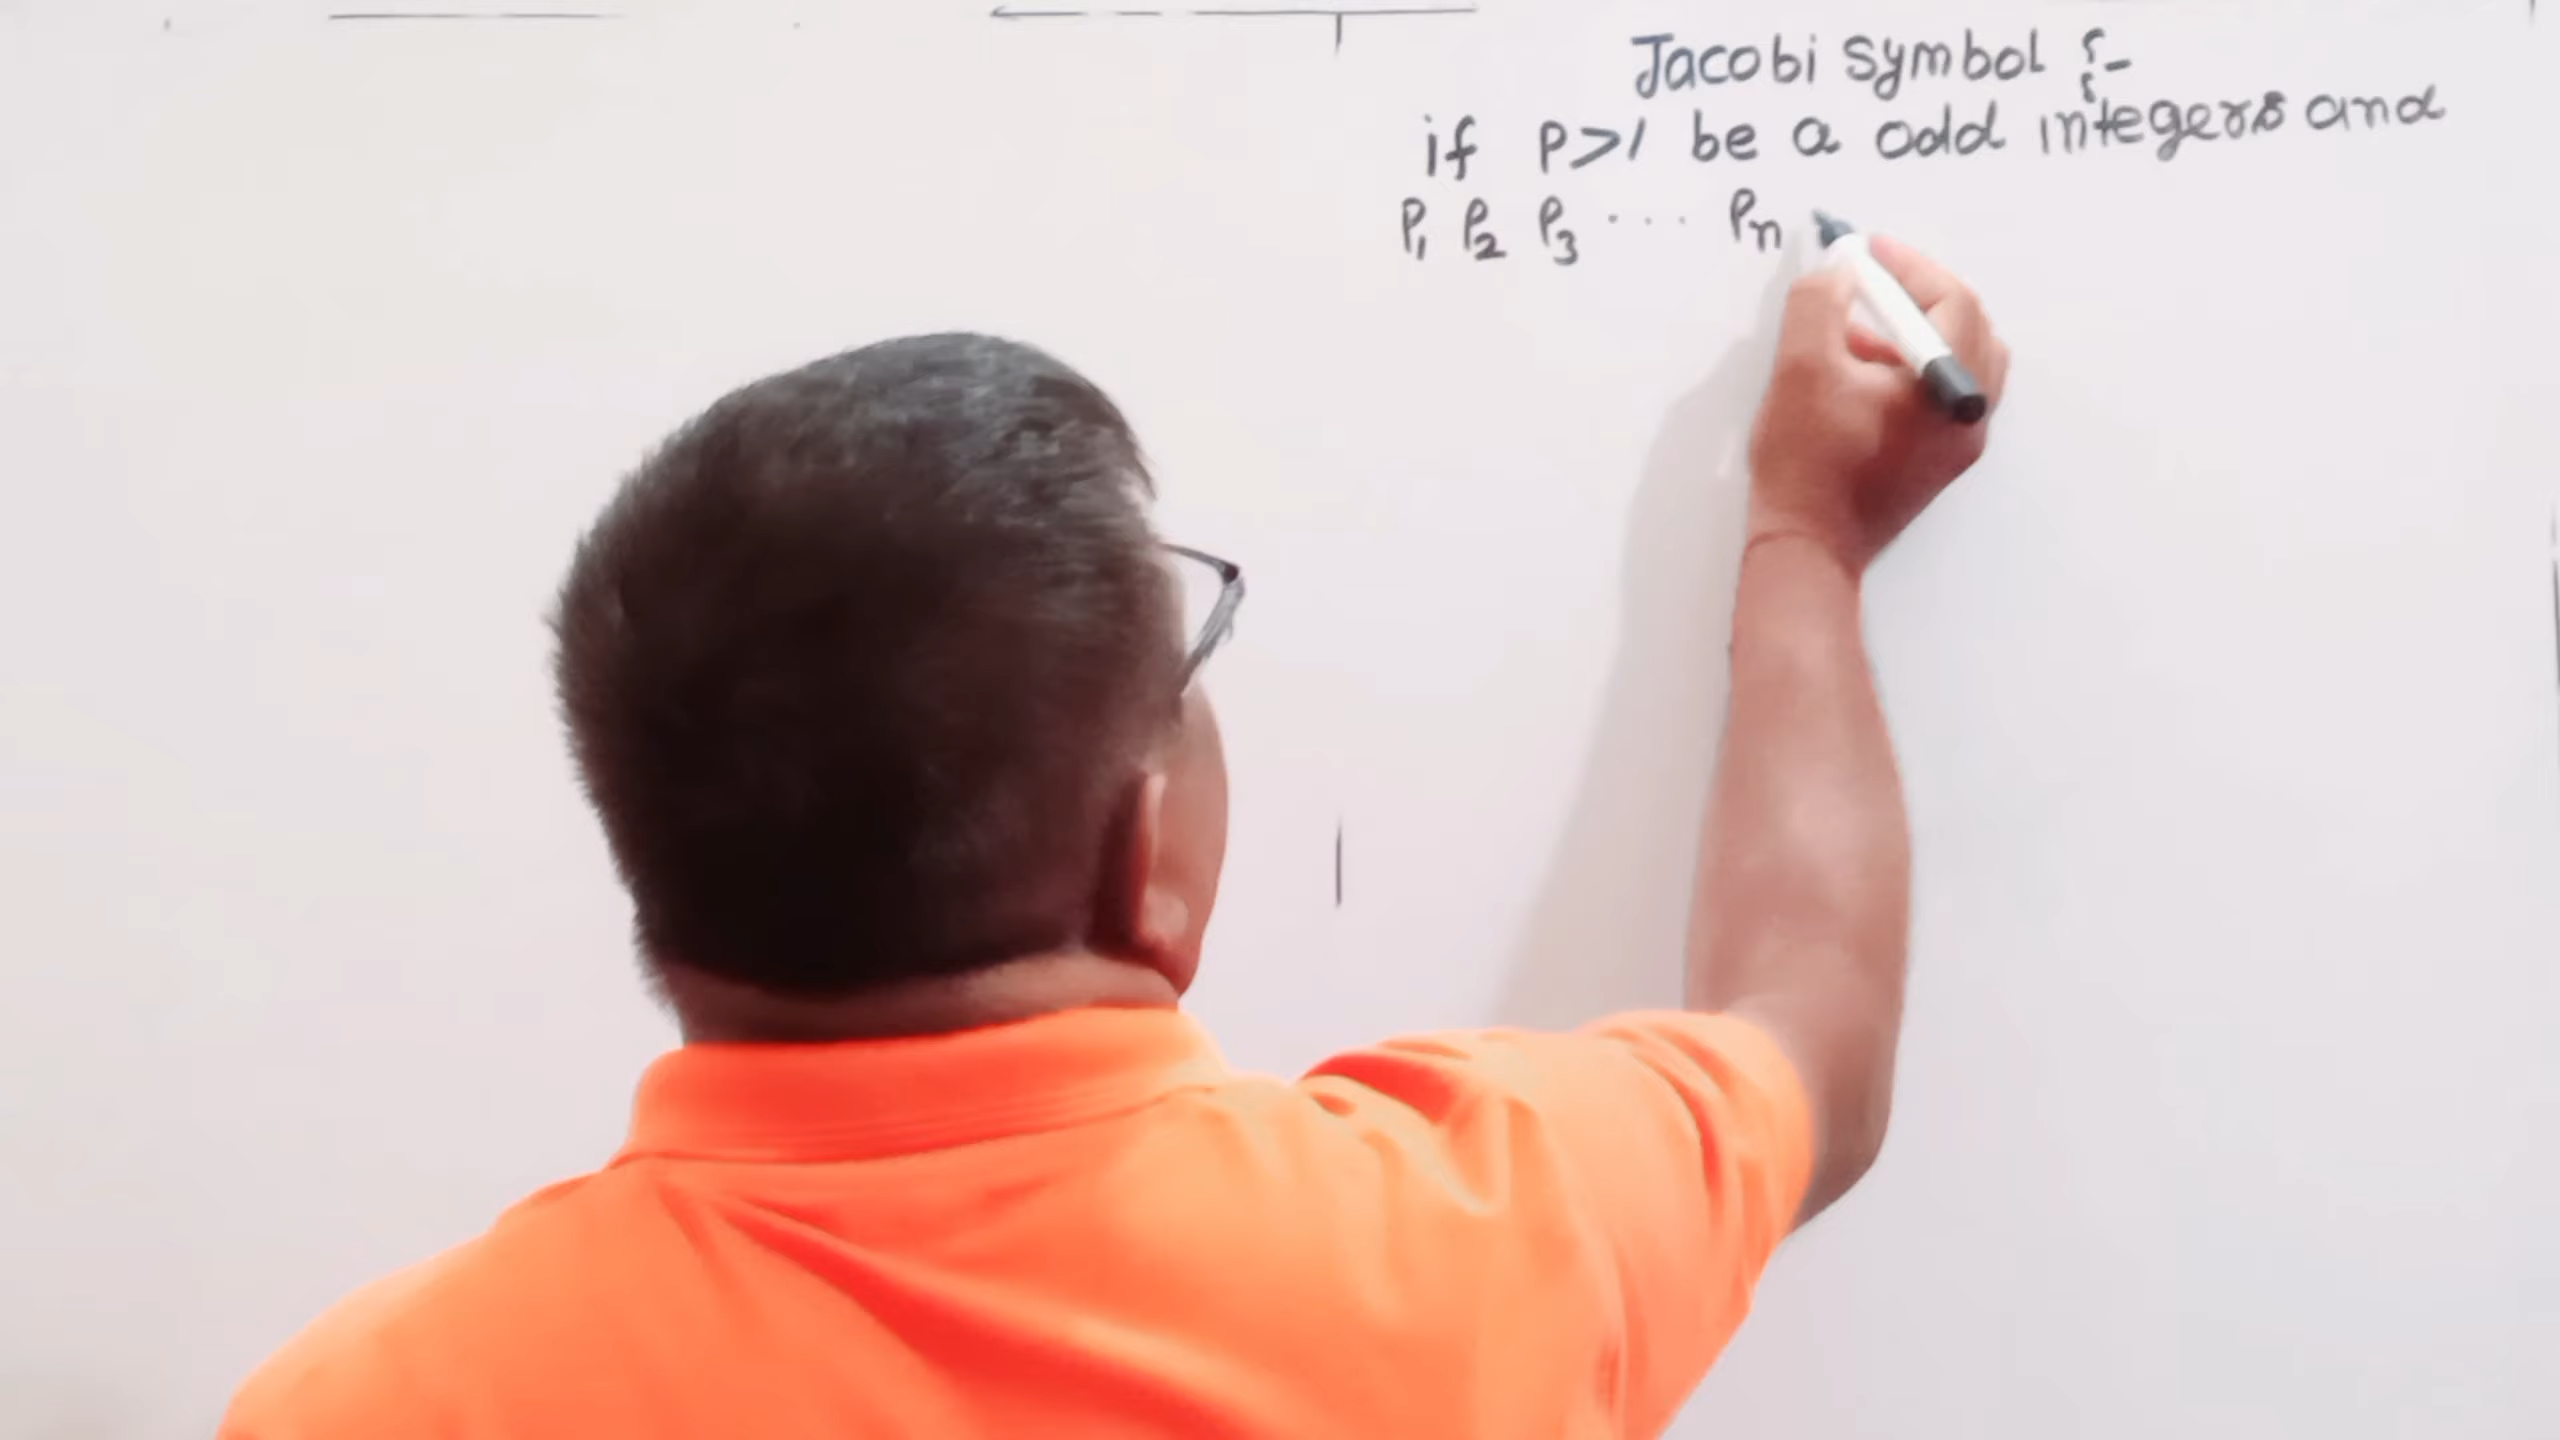 Jacobi Symbol :-
if P>1 be a odd integers and
P₁ P₂ P₃ ... Pn